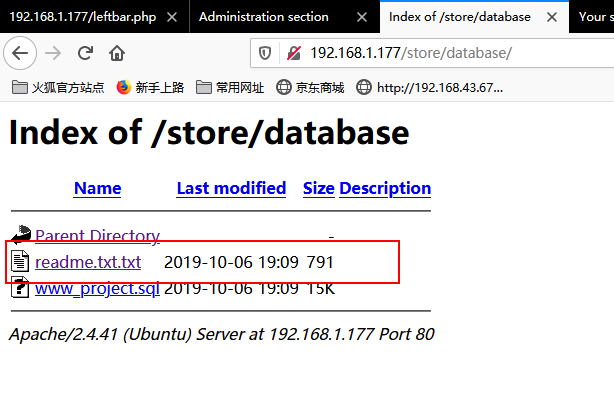 192.168.1.177/leftbar.php
Administration section
Index of /store/database
Your s
192.168.1.177/store/database/
火狐官方站点
新手上路
常用网址
京东商城
http://192.168.43.67...
Index of /store/database
Name Last modified Size Description
Parent Directory -
readme.txt.txt 2019-10-06 19:09 791
www_project.sql 2019-10-06 19:09 15K
Apache/2.4.41 (Ubuntu) Server at 192.168.1.177 Port 80